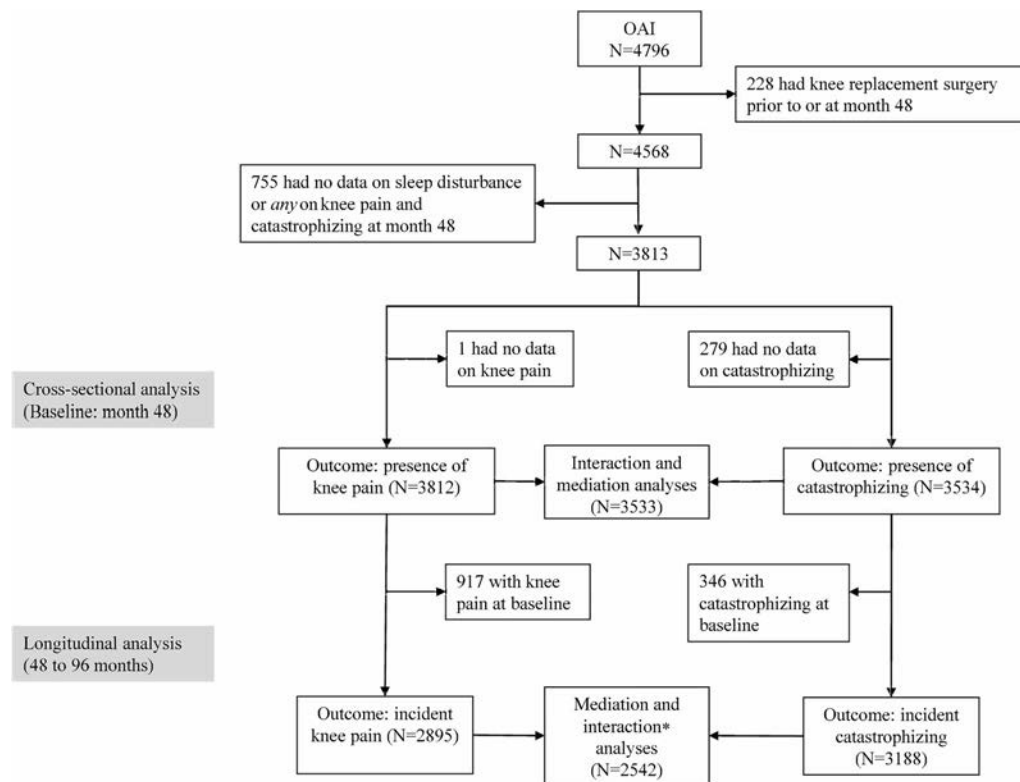 OAI
N=4796
228 had knee replacement surgery
prior to or at month 48
N=4568
755 had no data on sleep disturbance
or any on knee pain and
catastrophizing at month 48
N=3813
1 had no data
on knee pain
279 had no data
on catastrophizing
Cross-sectional analysis
(Baseline: month 48)
Outcome: presence of
knee pain (N=3812)
Interaction and
mediation analyses
(N=3533)
Outcome: presence of
catastrophizing (N=3534)
917 with knee
pain at baseline
346 with
catastrophizing at
baseline
Longitudinal analysis
(48 to 96 months)
Outcome: incident
knee pain (N=2895)
Mediation and
interaction*
analyses
(N=2542)
Outcome: incident
catastrophizing
(N=3188)